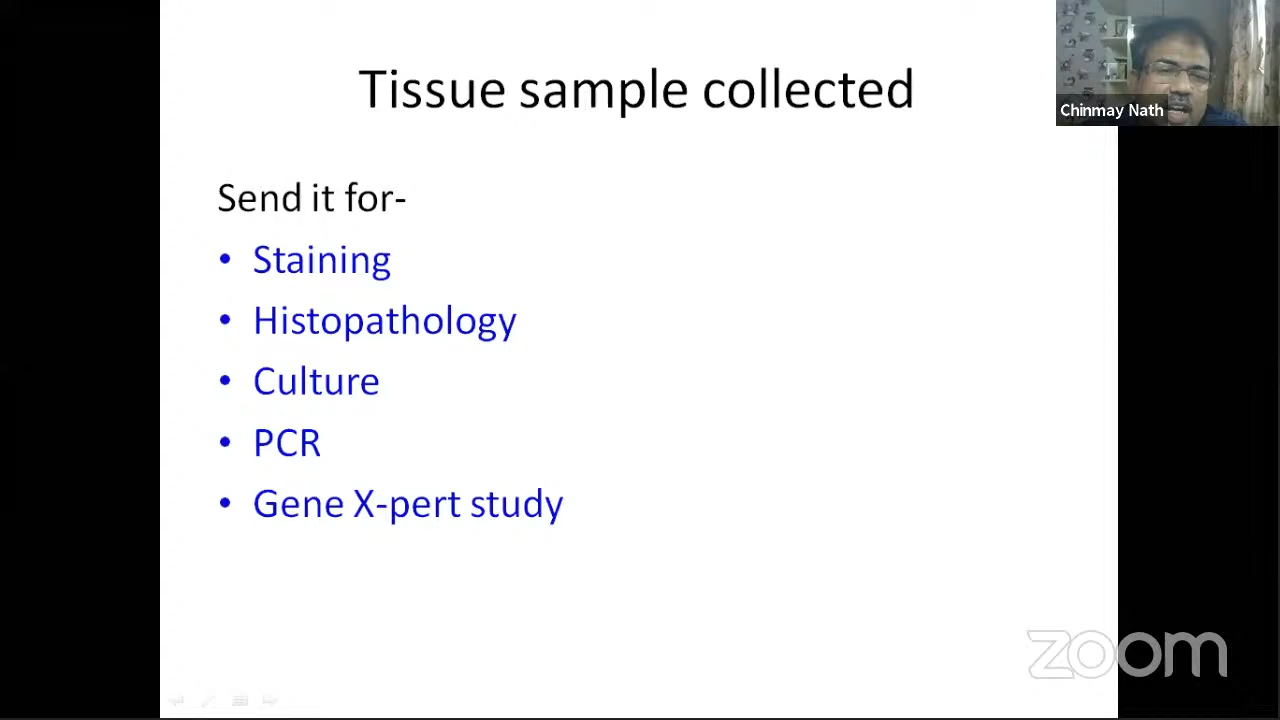 Tissue sample collected
Chinmay Nath
Send it for-
• Staining
• Histopathology
• Culture
• PCR
• Gene X-pert study
zoom